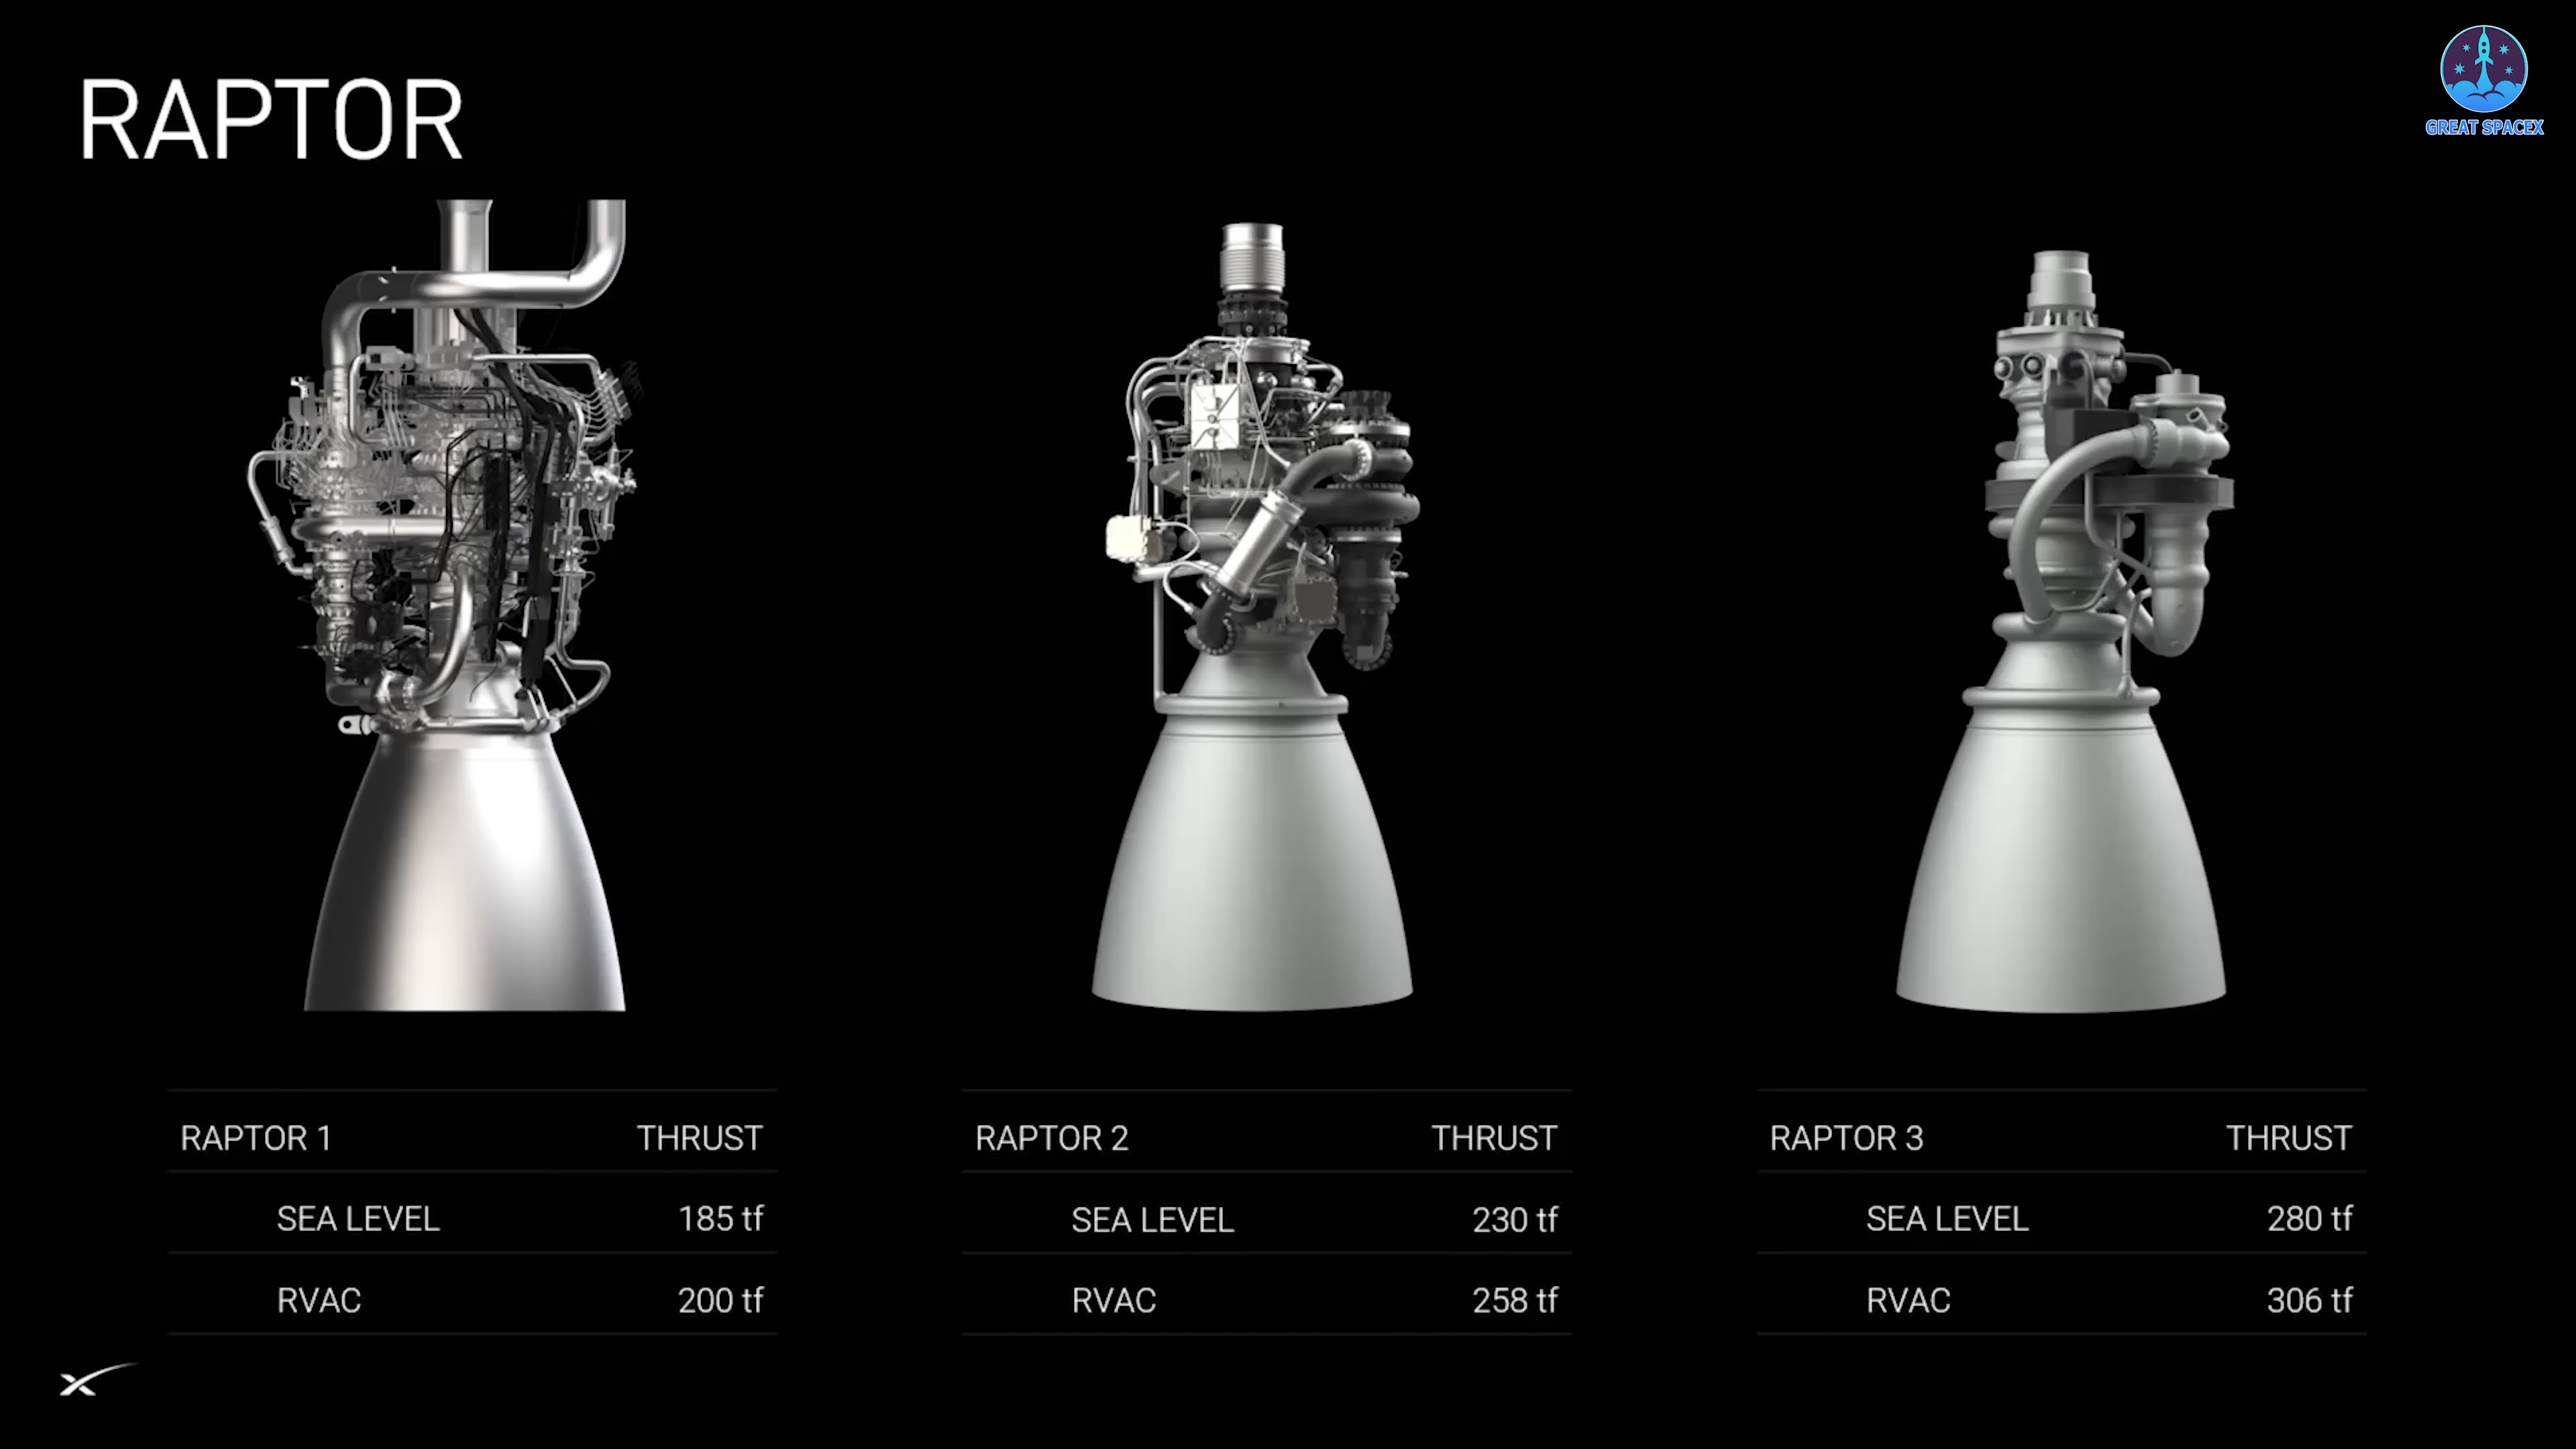 RAPTOR
GREAT SPACEX
RAPTOR 1 THRUST
SEA LEVEL 185 tf
RVAC 200 tf
RAPTOR 2 THRUST
SEA LEVEL 230 tf
RVAC 258 tf
RAPTOR 3 THRUST
SEA LEVEL 280 tf
RVAC 306 tf